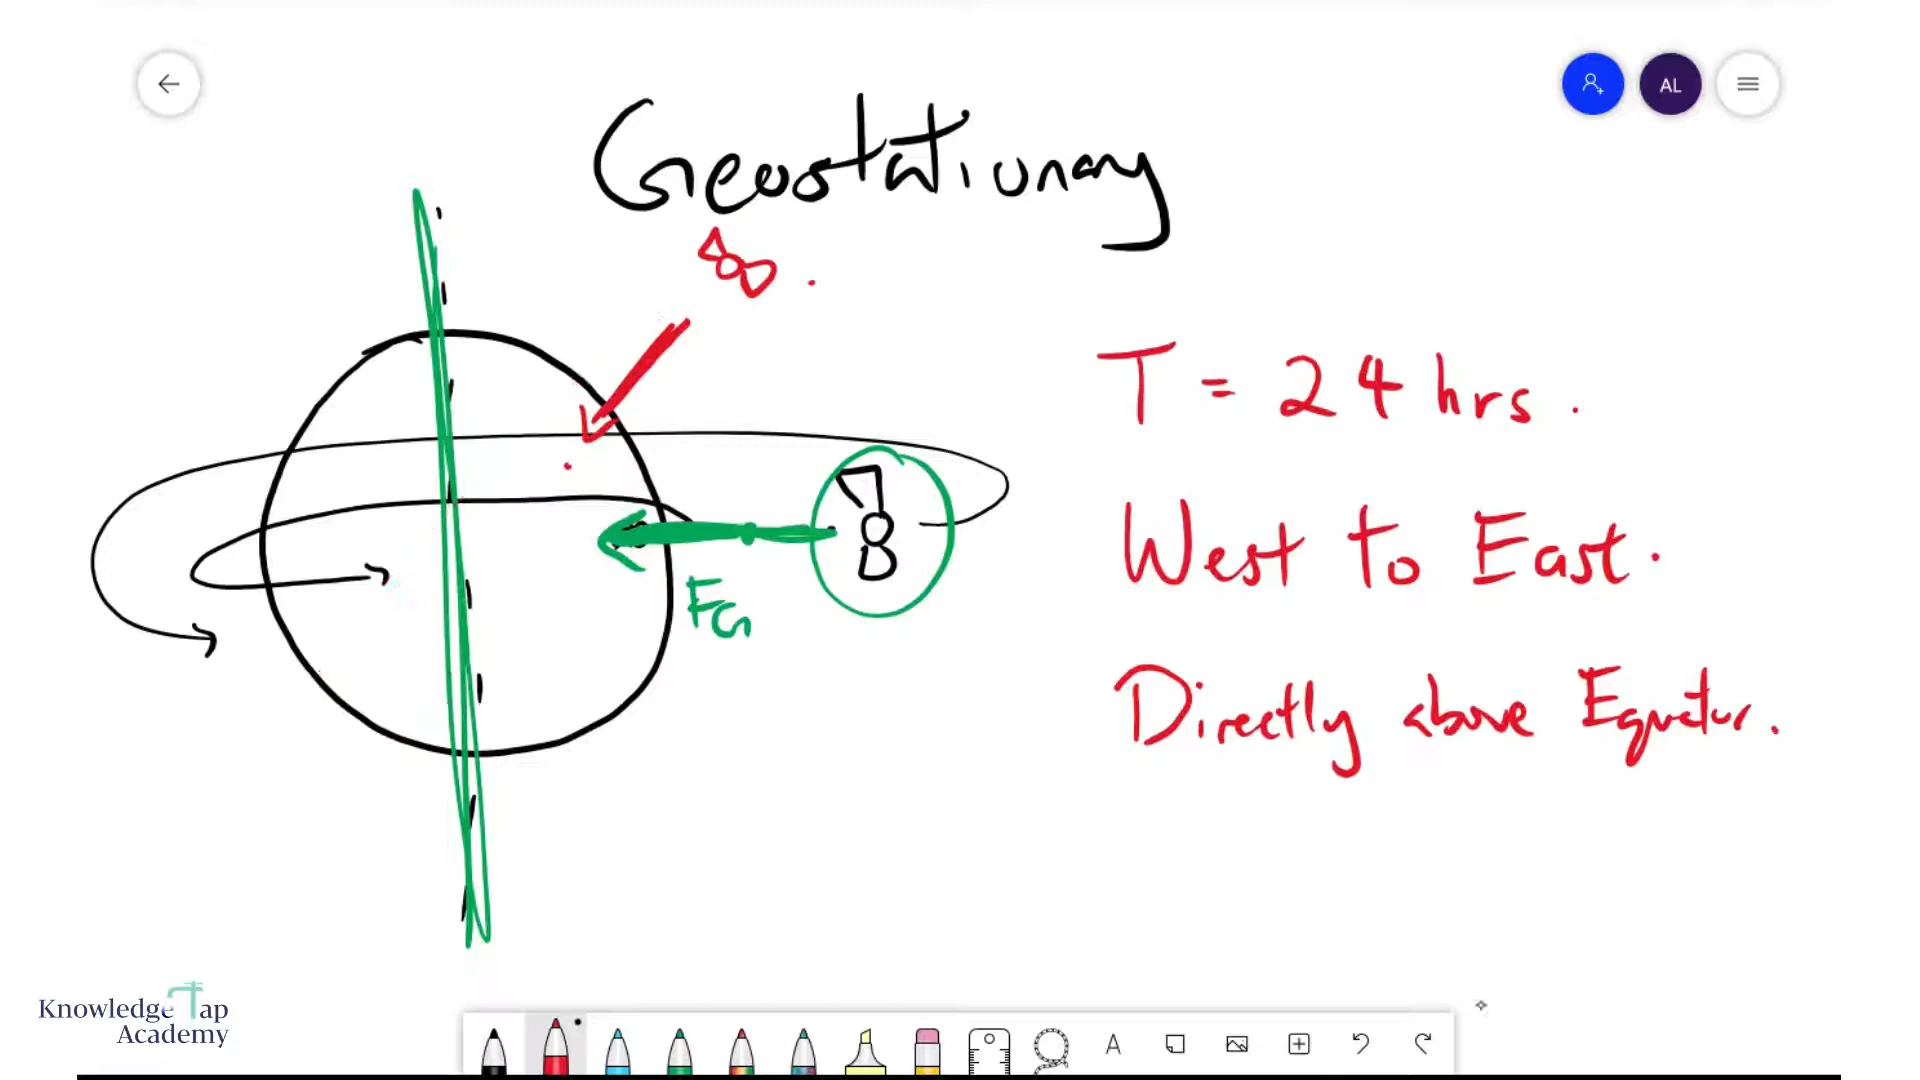 AL
Geostationary
T = 24 hrs.
West to East.
FG
Directly above Equator.
Knowledge Tap
Academy
A